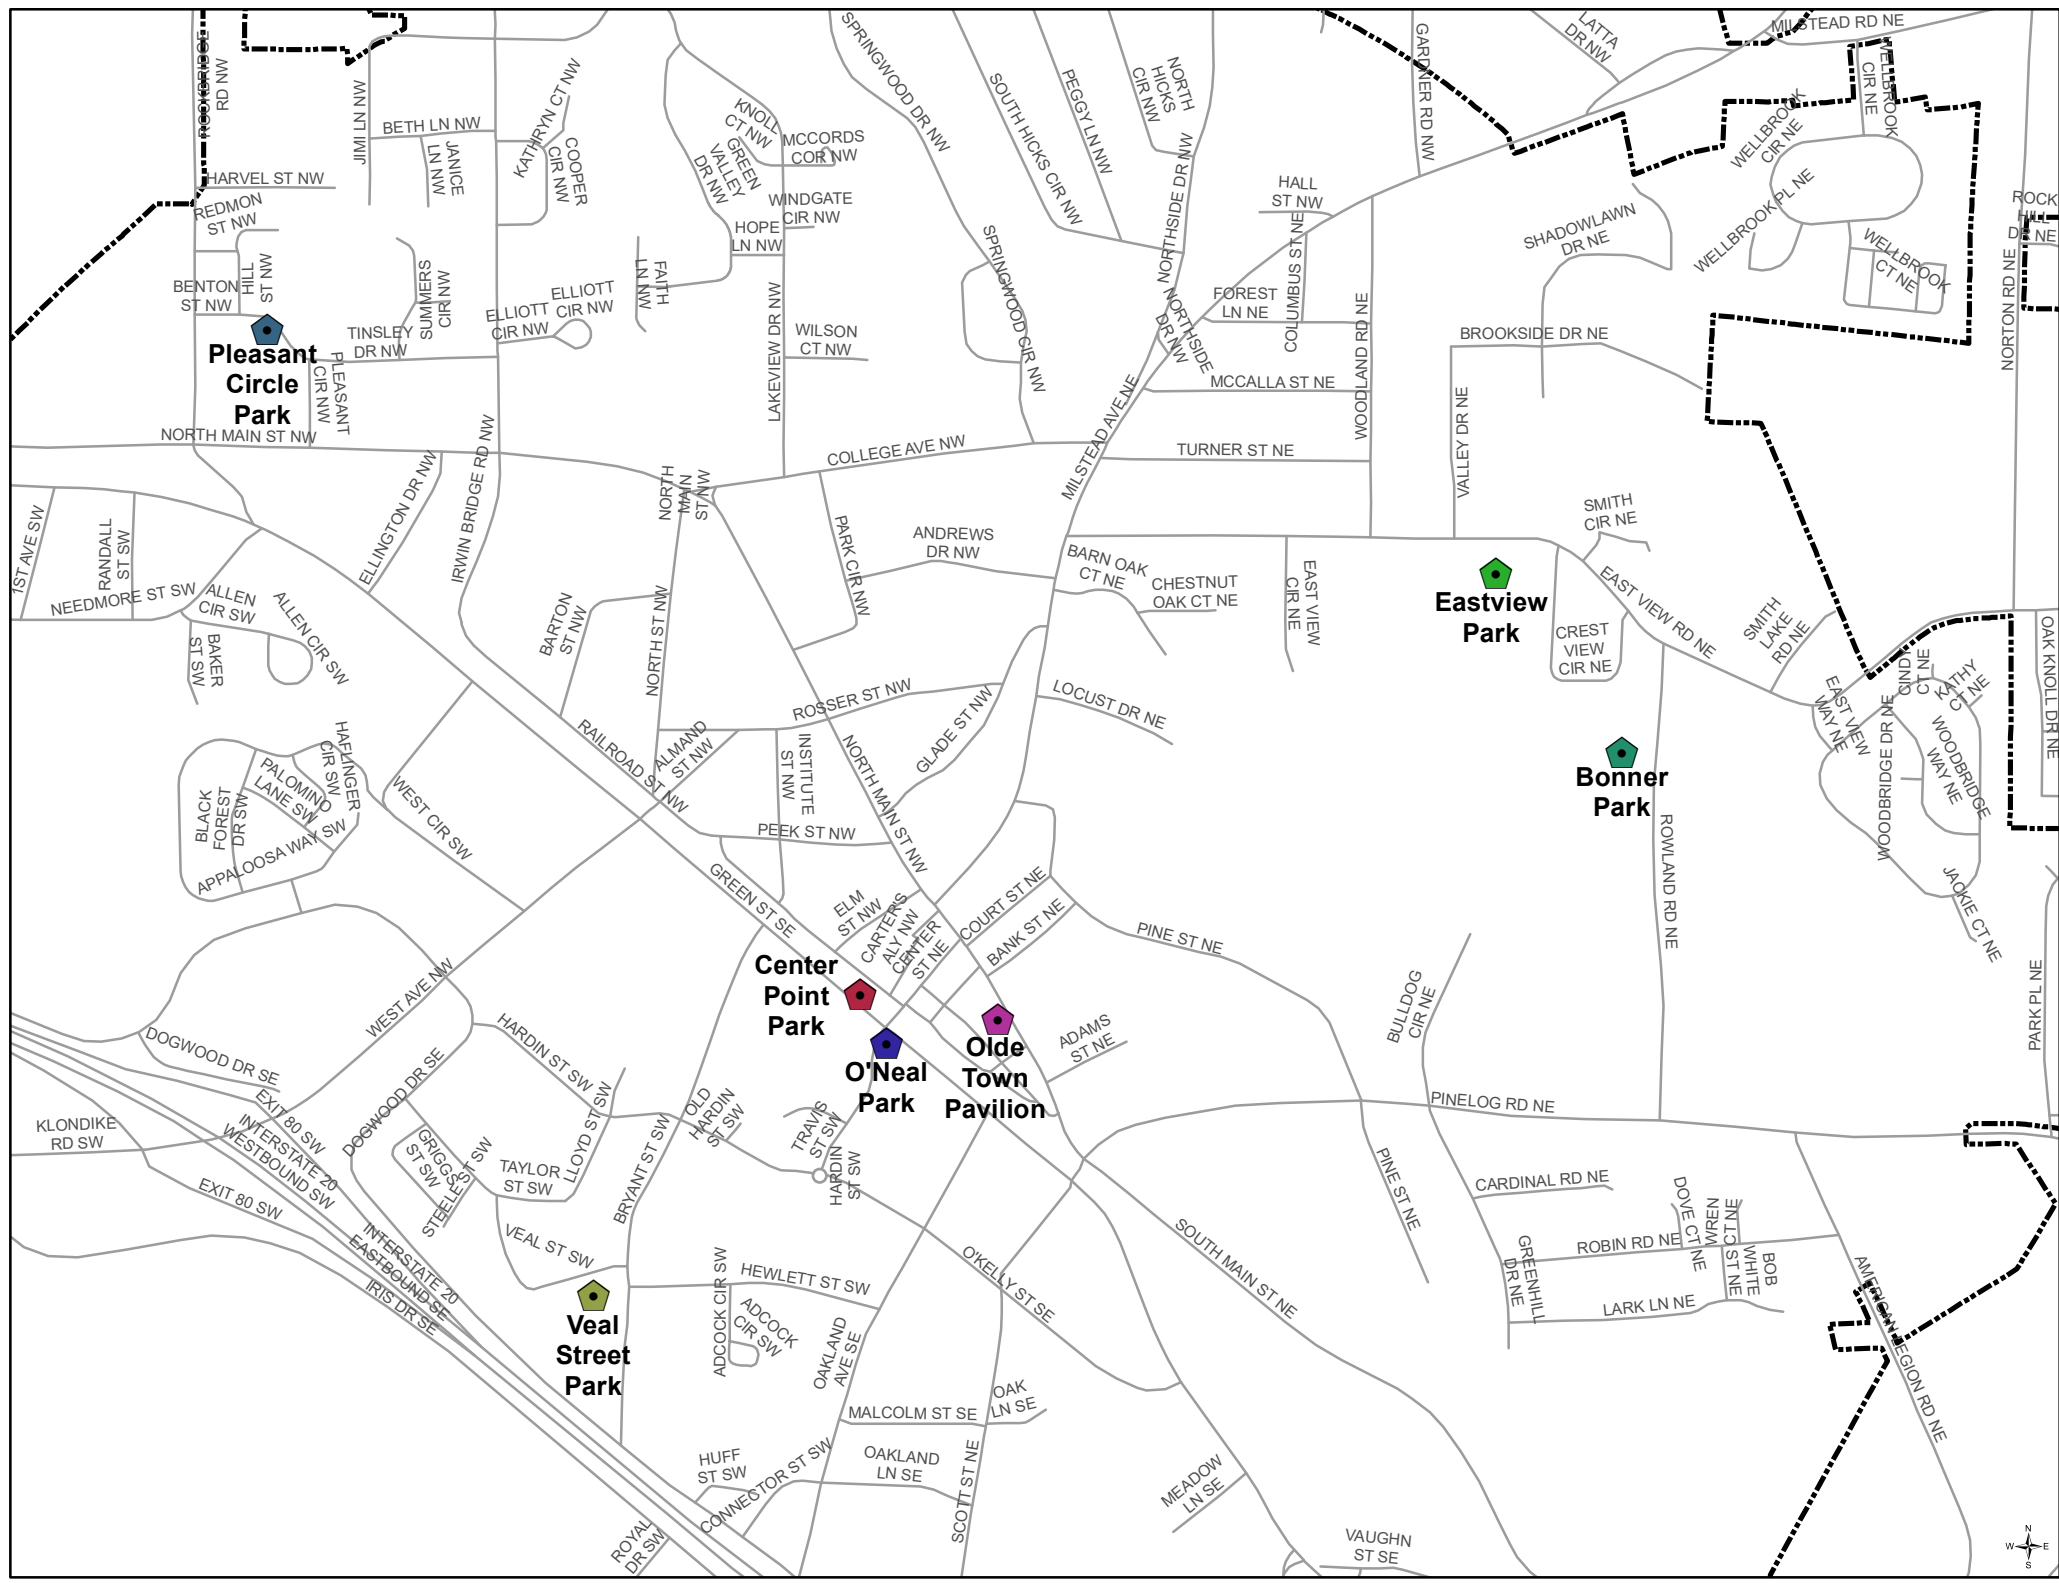 MILSTEAD RD NE
LATTA
DR NW
GARDNER RD NW
ROCKBRIDGE
RD NW
SPRINGWOOD DR NW
SOUTH HICKS CIR NW
PEGGY LN NW
NORTH
HICKS
CIR NW
WELLBROOK
CIR NE
WELLBROOK
CIR NE
JIMI LN NW
BETH LN NW
JANICE
LN NW
KATHRYN CT NW
COOPER
CIR NW
KNOLL
CT NW
MCCORDS
COR NW
GREEN
VALLEY
DR NW
WINDGATE
CIR NW
HOPE
LN NW
HARVEL ST NW
REDMON
ST NW
NORTHSIDE DR NW
HALL
ST NW
SHADOWLAWN
DR NE
WELLBROOK PL NE
WELLBROOK
CT NE
ROCK
HILL
DR NE
BENTON
ST NW
HILL
ST NW
SUMMERS
CIR NW
ELLIOTT
CIR NW
ELLIOTT
CIR NW
FAITH
LN NW
LAKEVIEW DR NW
WILSON
CT NW
SPRINGWOOD CIR NW
NORTHSIDE
DR NW
FOREST
LN NE
COLUMBUS ST NE
WOODLAND RD NE
BROOKSIDE DR NE
NORTON RD NE
Pleasant
Circle
Park
TINSLEY
DR NW
PLEASANT
CIR NW
MCCALLA ST NE
VALLEY DR NE
NORTH MAIN ST NW
COLLEGE AVE NW
MILSTEAD AVE NE
TURNER ST NE
ELLINGTON DR NW
IRWIN BRIDGE RD NW
NORTH
MAIN
ST NW
PARK CIR NW
ANDREWS
DR NW
SMITH
CIR NE
1ST AVE SW
RANDALL
ST SW
NEEDMORE ST SW
ALLEN
CIR SW
ALLEN CIR SW
BAKER
ST SW
BARTON
ST NW
NORTH ST NW
BARN OAK
CT NE
CHESTNUT
OAK CT NE
EAST VIEW
CIR NE
Eastview
Park
CREST
VIEW
CIR NE
EAST VIEW RD NE
SMITH
LAKE
RD NE
CINDY
CT NE
KATHY
CT NE
OAK KNOLL DR NE
EAST VIEW
WAY NE
WOODBRIDGE DR NE
WOODBRIDGE
WAY NE
ROSSER ST NW
LOCUST DR NE
GLADE ST NW
RAILROAD ST NW
ALMAND
ST NW
INSTITUTE
ST NW
NORTH MAIN ST NW
HAFLINGER
CIR SW
PALOMINO
LANE SW
BLACK
FOREST
DR SW
APPALOOSA WAY SW
WEST CIR SW
PEEK ST NW
Bonner
Park
ROWLAND RD NE
JACKIE CT NE
PARK PL NE
GREEN ST SE
ELM
ST NW
CARTER'S
ALY NW
CENTER
ST NE
COURT ST NE
BANK ST NE
PINE ST NE
Center
Point
Park
O'Neal
Park
Olde
Town
Pavilion
ADAMS
ST NE
BULLDOG
CIR NE
WEST AVE NW
DOGWOOD DR SE
DOGWOOD DR SE
HARDIN ST SW
KLONDIKE
RD SW
EXIT 80 SW
INTERSTATE 20
WESTBOUND SW
EXIT 80 SW
GRIGGS
ST SW
STEELE ST SW
TAYLOR
ST SW
LLOYD ST SW
BRYANT ST SW
OLD
HARDIN
ST SW
TRAVIS
ST SW
HARDIN
ST SW
PINELOG RD NE
PINE ST NE
CARDINAL RD NE
DOVE CT NE
WREN
CT NE
ROBIN RD NE
BOB
WHITE
ST NE
GREENHILL
DR NE
LARK LN NE
AMERICAN LEGION RD NE
VEAL ST SW
INTERSTATE 20
EASTBOUND SE
IRIS DR SE
Veal
Street
Park
ADCOCK CIR SW
HEWLETT ST SW
ADCOCK
CIR SW
OAKLAND
AVE SE
O'KELLY ST SE
SOUTH MAIN ST NE
MALCOLM ST SE
OAK
LN SE
HUFF
ST SW
CONNECTOR ST SW
OAKLAND
LN SE
SCOTT ST NE
MEADOW
LN SE
ROYAL
DR SW
VAUGHN
ST SE
N
W E
S